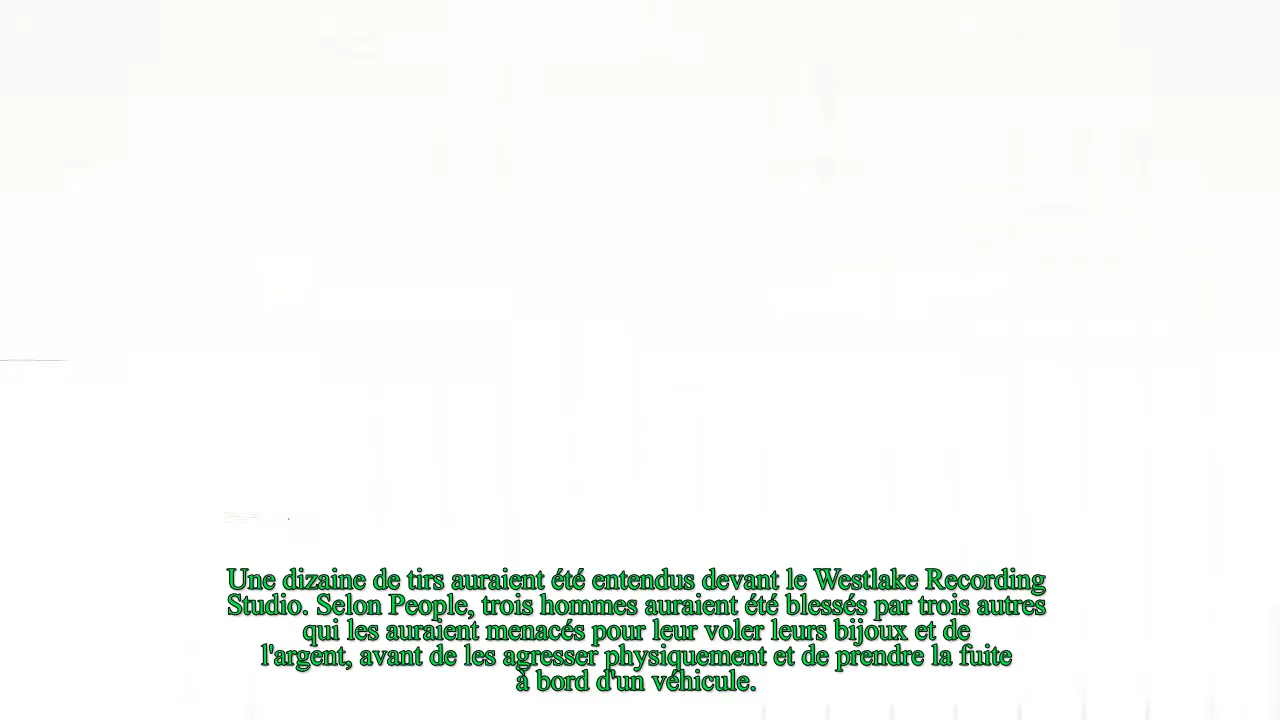 Une dizaine de tirs auraient été entendus devant le Westlake Recording
Studio. Selon People, trois hommes auraient été blessés par trois autres
qui les auraient menacés pour leur voler leurs bijoux et de
l'argent, avant de les agresser physiquement et de prendre la fuite
à bord d'un véhicule.